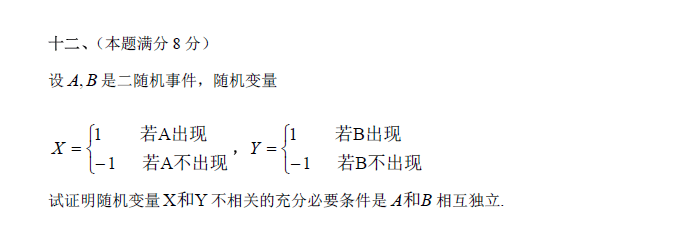 十二、（本题满分 8 分）
设 A, B 是二随机事件，随机变量
X = { 1 若A出现 -1 若A不出现 ， Y = { 1 若B出现 -1 若B不出现
试证明随机变量 X和Y 不相关的充分必要条件是 A和B 相互独立.